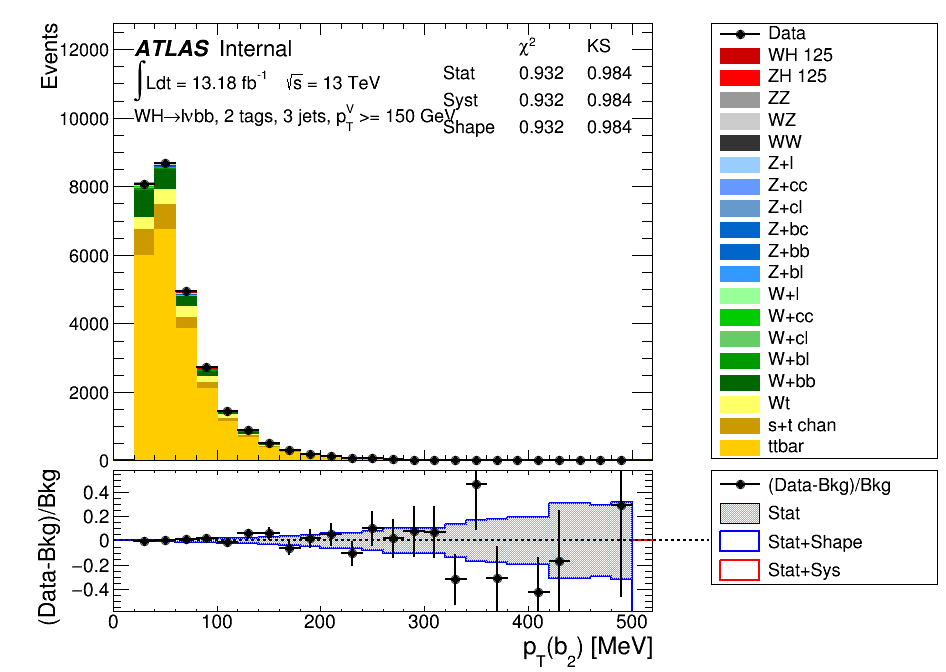 Events
12000
10000
8000
6000
4000
2000
0
ATLAS Internal
∫Ldt = 13.18 fb⁻¹ √s = 13 TeV
WH→lνbb, 2 tags, 3 jets, p_T^V >= 150 GeV
χ² KS
Stat 0.932 0.984
Syst 0.932 0.984
Shape 0.932 0.984
Data
WH 125
ZH 125
ZZ
WZ
WW
Z+l
Z+cc
Z+cl
Z+bc
Z+bb
Z+bl
W+l
W+cc
W+cl
W+bl
W+bb
Wt
s+t chan
ttbar
(Data-Bkg)/Bkg
0.4
0.2
0
−0.2
−0.4
0 100 200 300 400 500
p_T(b_2) [MeV]
(Data-Bkg)/Bkg
Stat
Stat+Shape
Stat+Sys